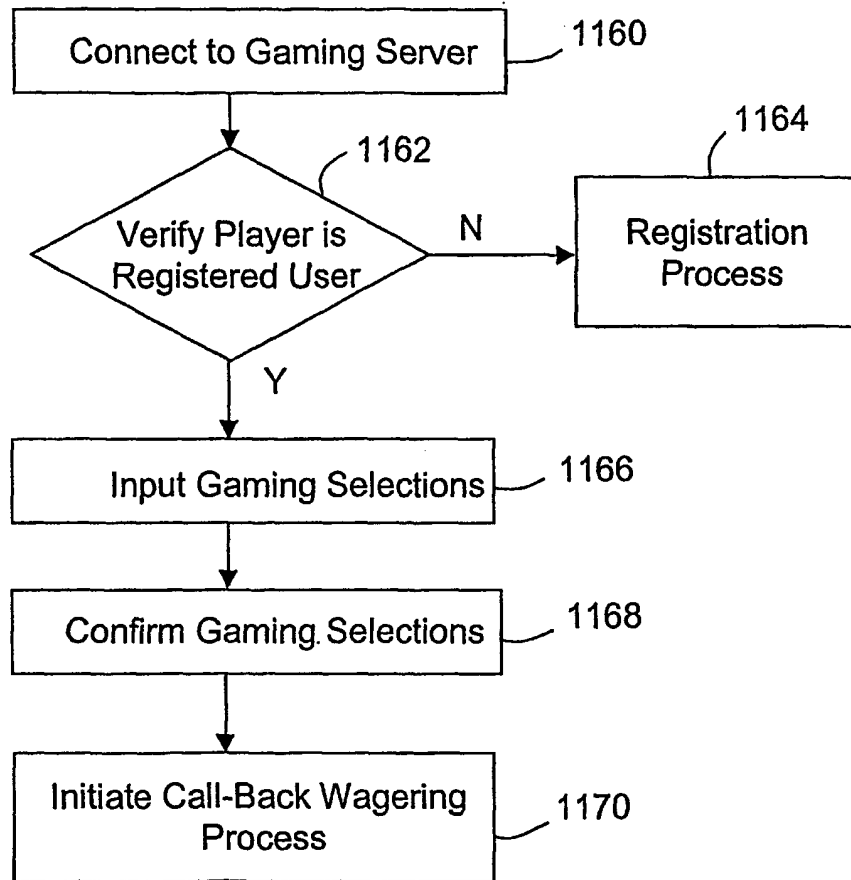 Connect to Gaming Server
1160
1162
1164
Verify Player is
Registered User
N
Registration
Process
Y
Input Gaming Selections
1166
Confirm Gaming Selections
1168
Initiate Call-Back Wagering
Process
1170